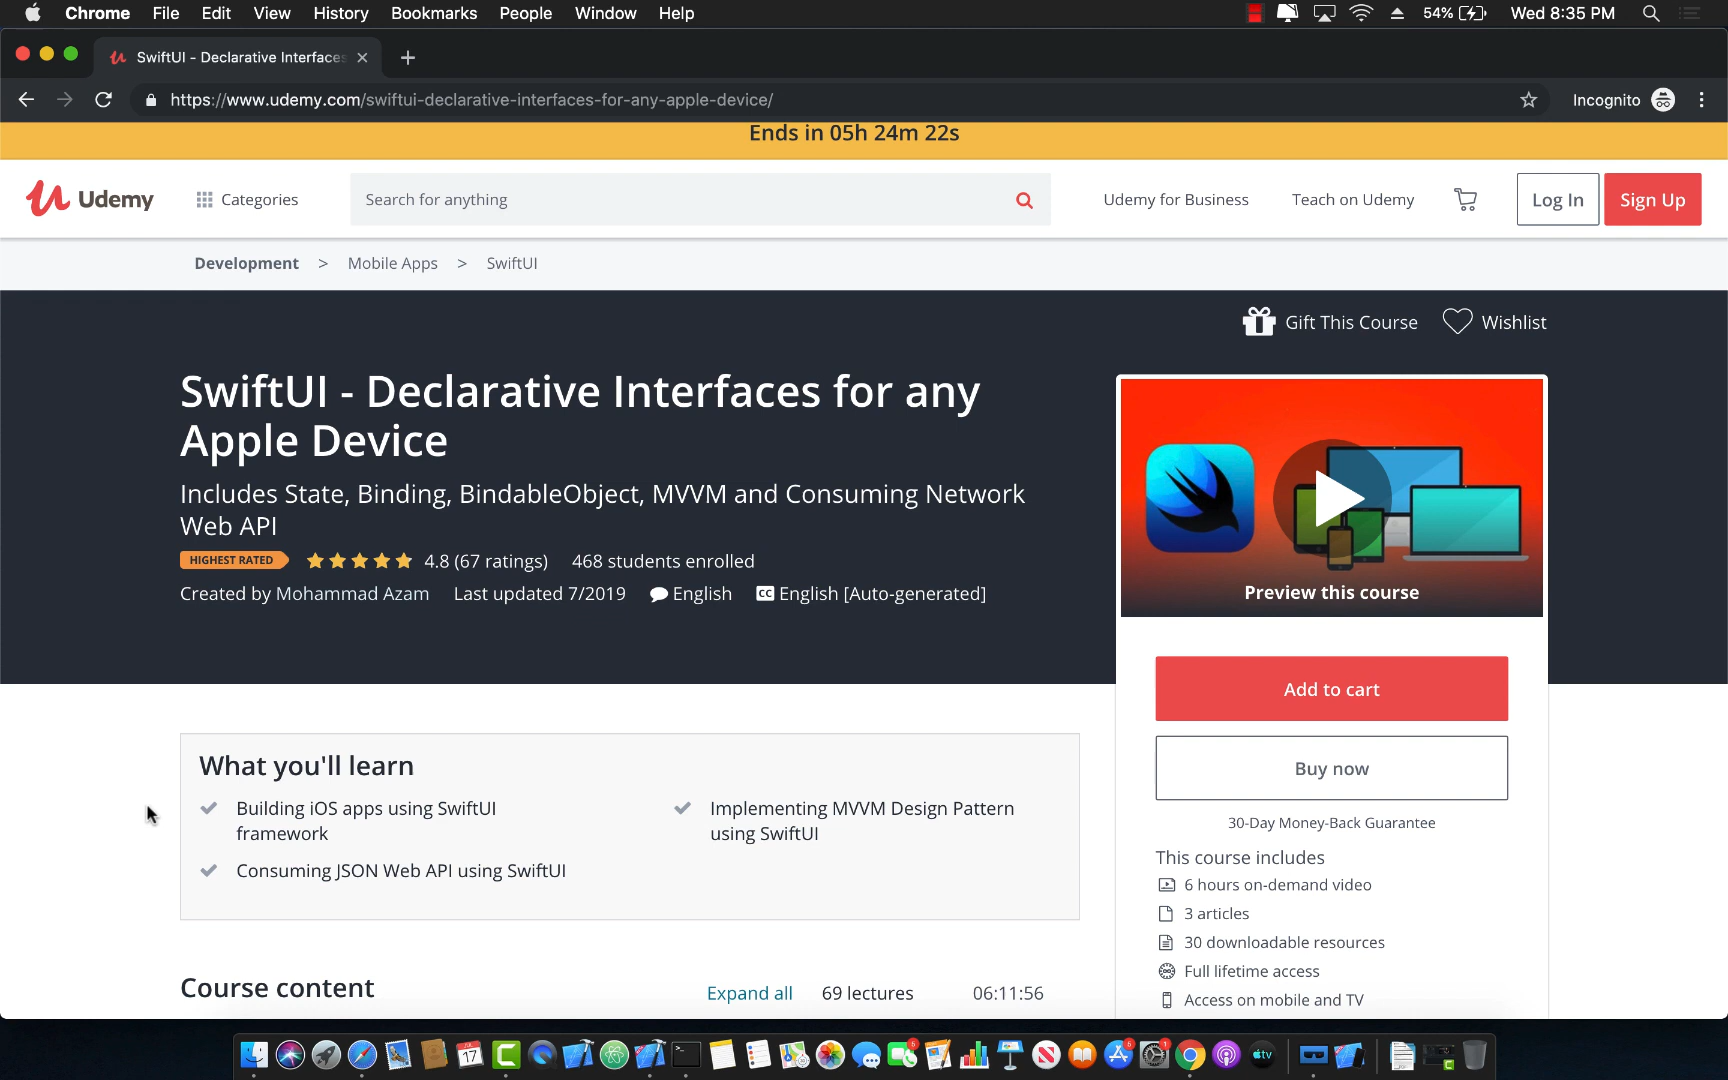 Chrome File Edit View History Bookmarks People Window Help 54% Wed 8:35 PM
SwiftUI - Declarative Interfaces
https://www.udemy.com/swiftui-declarative-interfaces-for-any-apple-device/ Incognito
Ends in 05h 24m 22s
Udemy Categories Search for anything Udemy for Business Teach on Udemy Log In Sign Up
Development > Mobile Apps > SwiftUI
Gift This Course Wishlist
SwiftUI - Declarative Interfaces for any
Apple Device
Includes State, Binding, BindableObject, MVVM and Consuming Network
Web API
HIGHEST RATED 4.8 (67 ratings) 468 students enrolled
Created by Mohammad Azam Last updated 7/2019 English CC English [Auto-generated]
Preview this course
Add to cart
Buy now
30-Day Money-Back Guarantee
This course includes
6 hours on-demand video
3 articles
30 downloadable resources
Full lifetime access
Access on mobile and TV
What you'll learn
Building iOS apps using SwiftUI
framework
Implementing MVVM Design Pattern
using SwiftUI
Consuming JSON Web API using SwiftUI
Course content Expand all 69 lectures 06:11:56
17
5
5
1
tv